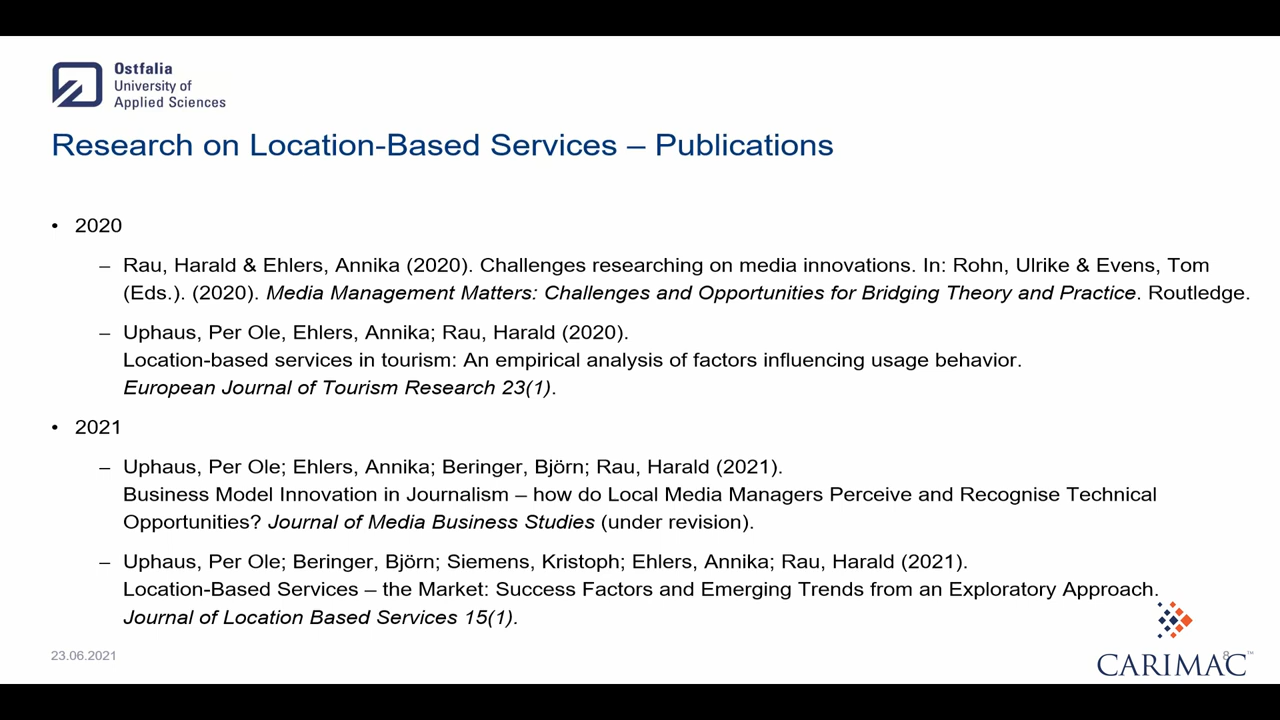 Ostfalia
University of
Applied Sciences
Research on Location-Based Services – Publications
• 2020
– Rau, Harald & Ehlers, Annika (2020). Challenges researching on media innovations. In: Rohn, Ulrike & Evens, Tom
(Eds.). (2020). Media Management Matters: Challenges and Opportunities for Bridging Theory and Practice. Routledge.
– Uphaus, Per Ole, Ehlers, Annika; Rau, Harald (2020).
Location-based services in tourism: An empirical analysis of factors influencing usage behavior.
European Journal of Tourism Research 23(1).
• 2021
– Uphaus, Per Ole; Ehlers, Annika; Beringer, Björn; Rau, Harald (2021).
Business Model Innovation in Journalism – how do Local Media Managers Perceive and Recognise Technical
Opportunities? Journal of Media Business Studies (under revision).
– Uphaus, Per Ole; Beringer, Björn; Siemens, Kristoph; Ehlers, Annika; Rau, Harald (2021).
Location-Based Services – the Market: Success Factors and Emerging Trends from an Exploratory Approach.
Journal of Location Based Services 15(1).
23.06.2021
8
CARIMAC™